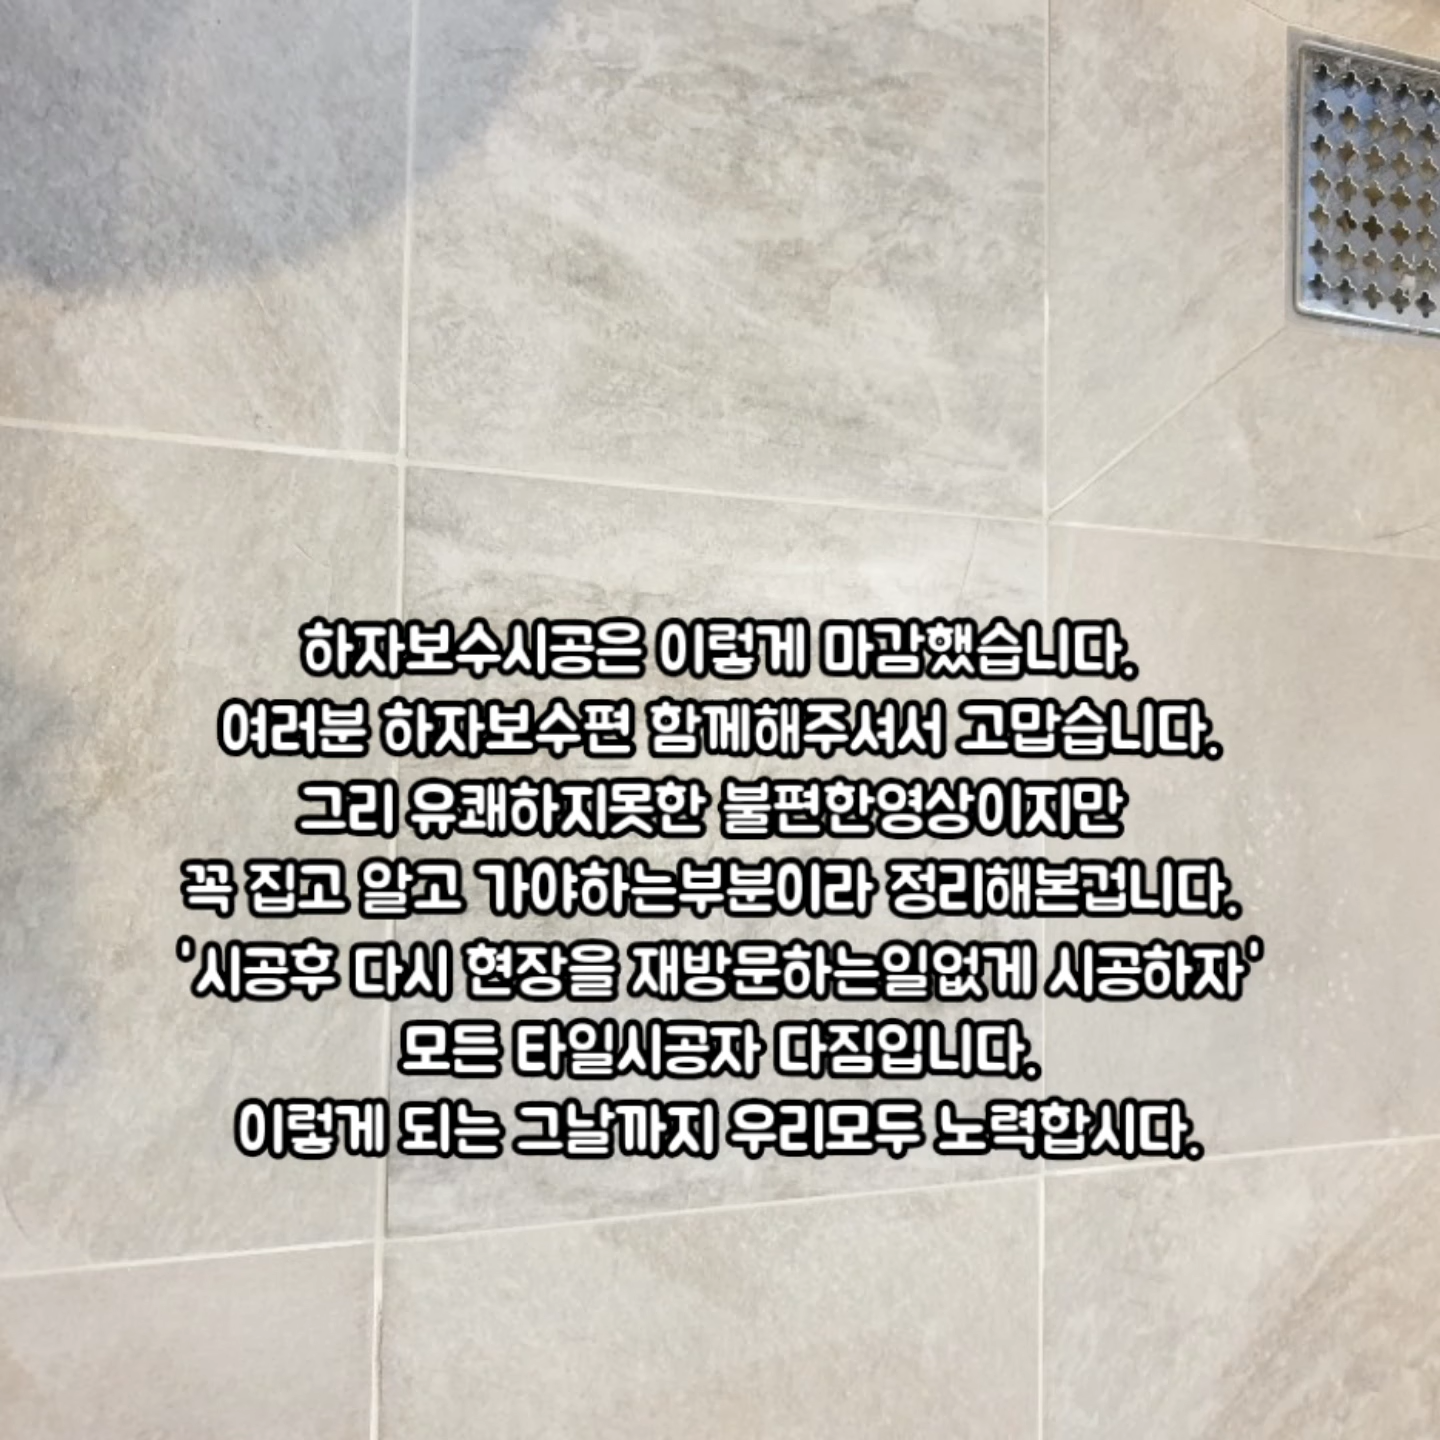 하자보수시공은 이렇게 마감했습니다.
여러분 하자보수편 함께해주셔서 고맙습니다.
그리 유쾌하지못한 불편한영상이지만
꼭 집고 알고 가야하는부분이라 정리해본겁니다.
'시공후 다시 현장을 재방문하는일없게 시공하자'
모든 타일시공자 다짐입니다.
이렇게 되는 그날까지 우리모두 노력합시다.